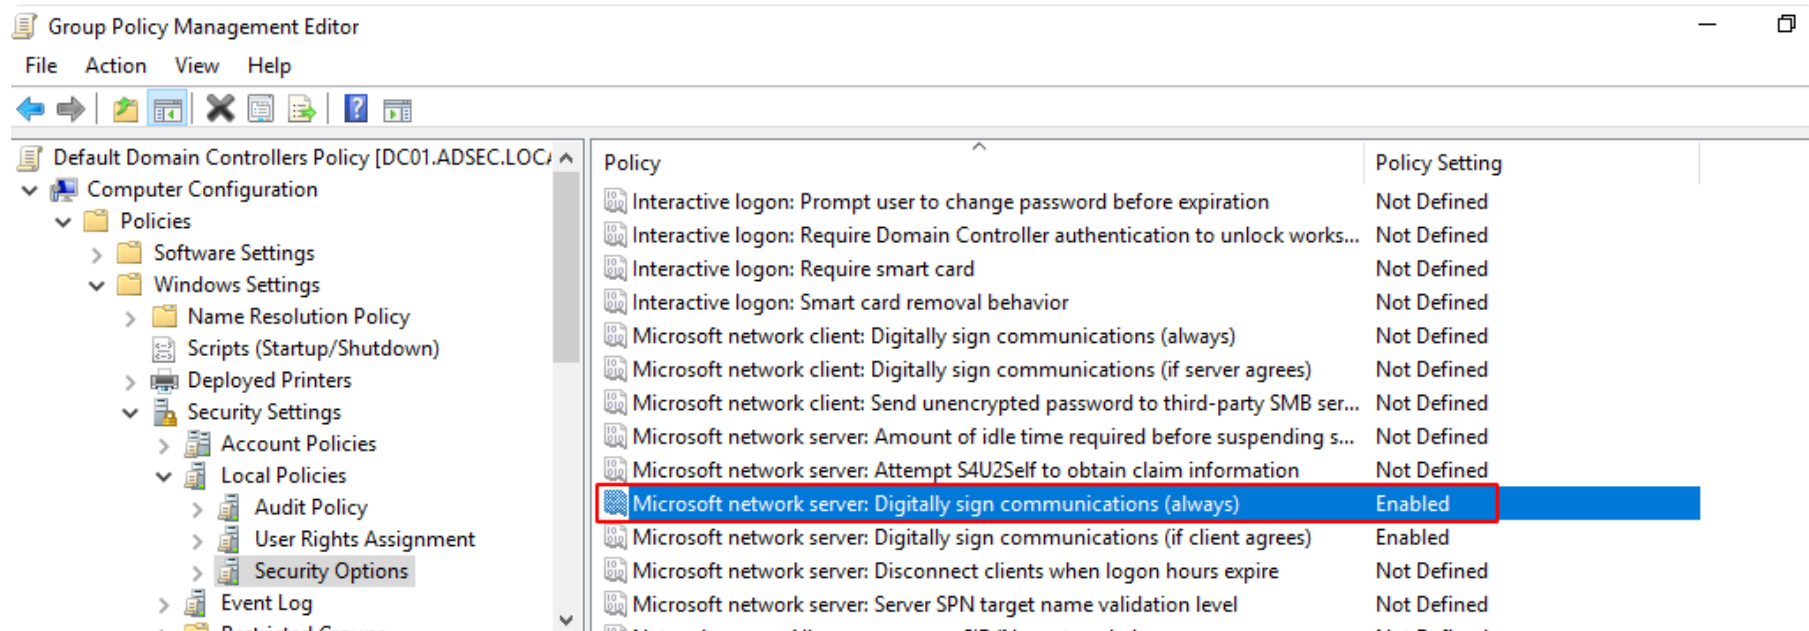 Group Policy Management Editor
File Action View Help
Default Domain Controllers Policy [DC01.ADSEC.LOC
Computer Configuration
Policies
Software Settings
Windows Settings
Name Resolution Policy
Scripts (Startup/Shutdown)
Deployed Printers
Security Settings
Account Policies
Local Policies
Audit Policy
User Rights Assignment
Security Options
Event Log
Policy Policy Setting
Interactive logon: Prompt user to change password before expiration Not Defined
Interactive logon: Require Domain Controller authentication to unlock works... Not Defined
Interactive logon: Require smart card Not Defined
Interactive logon: Smart card removal behavior Not Defined
Microsoft network client: Digitally sign communications (always) Not Defined
Microsoft network client: Digitally sign communications (if server agrees) Not Defined
Microsoft network client: Send unencrypted password to third-party SMB ser... Not Defined
Microsoft network server: Amount of idle time required before suspending s... Not Defined
Microsoft network server: Attempt S4U2Self to obtain claim information Not Defined
Microsoft network server: Digitally sign communications (always) Enabled
Microsoft network server: Digitally sign communications (if client agrees) Enabled
Microsoft network server: Disconnect clients when logon hours expire Not Defined
Microsoft network server: Server SPN target name validation level Not Defined